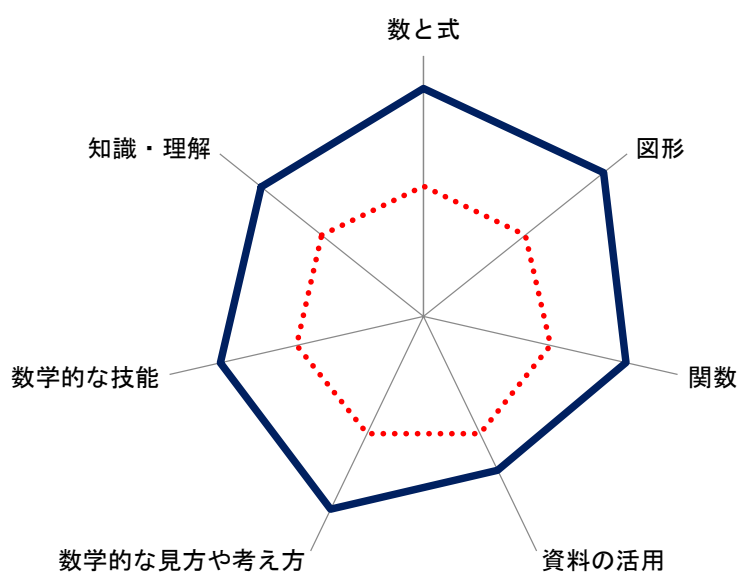 数と式
図形
関数
資料の活用
数学的な見方や考え方
数学的な技能
知識・理解